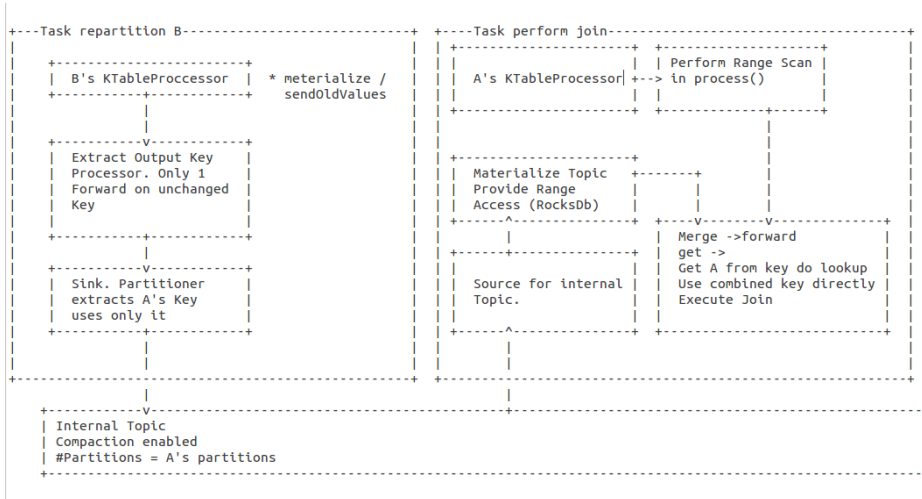 Task repartition B
B's KTableProccessor
* meterialize /
sendOldValues
Extract Output Key
Processor. Only 1
Forward on unchanged
Key
Sink. Partitioner
extracts A's Key
uses only it
Task perform join
A's KTableProcessor
Perform Range Scan
in process()
Materialize Topic
Provide Range
Access (RocksDb)
Source for internal
Topic.
Merge ->forward
get ->
Get A from key do lookup
Use combined key directly
Execute Join
Internal Topic
Compaction enabled
#Partitions = A's partitions